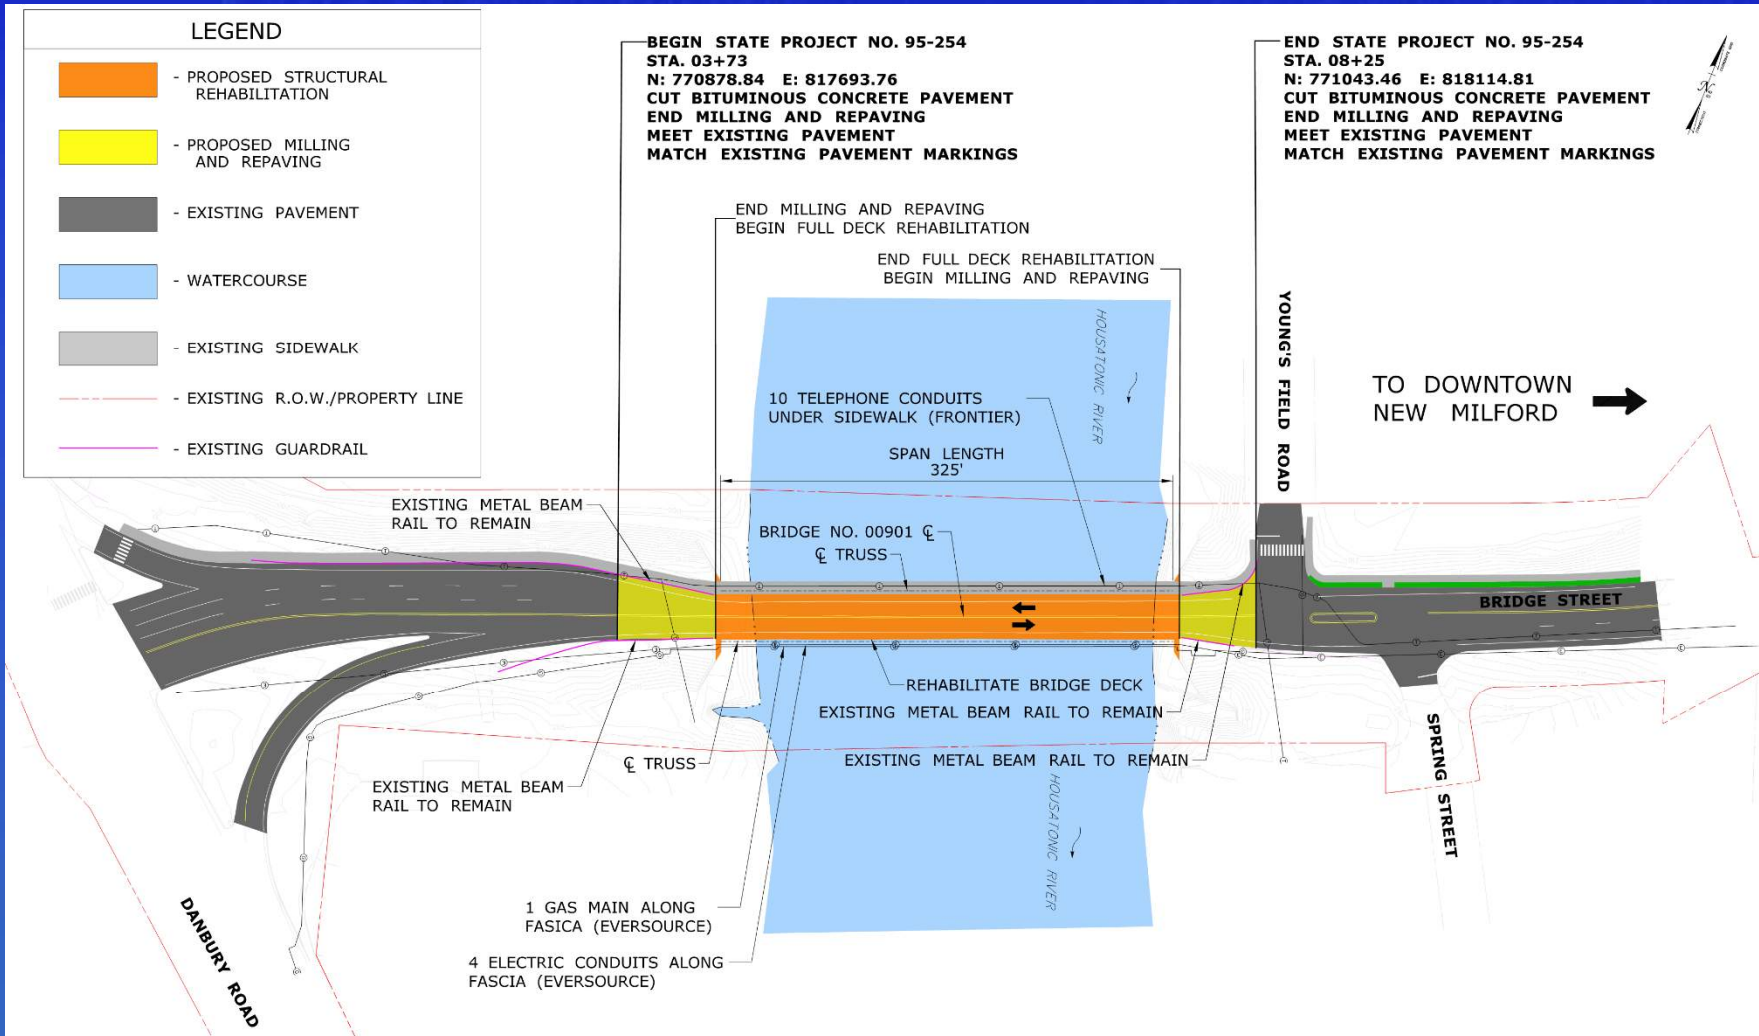 LEGEND
- PROPOSED STRUCTURAL
REHABILITATION
- PROPOSED MILLING
AND REPAVING
- EXISTING PAVEMENT
- WATERCOURSE
- EXISTING SIDEWALK
- EXISTING R.O.W./PROPERTY LINE
- EXISTING GUARDRAIL
BEGIN STATE PROJECT NO. 95-254
STA. 03+73
N: 770878.84 E: 817693.76
CUT BITUMINOUS CONCRETE PAVEMENT
END MILLING AND REPAVING
MEET EXISTING PAVEMENT
MATCH EXISTING PAVEMENT MARKINGS
END STATE PROJECT NO. 95-254
STA. 08+25
N: 771043.46 E: 818114.81
CUT BITUMINOUS CONCRETE PAVEMENT
END MILLING AND REPAVING
MEET EXISTING PAVEMENT
MATCH EXISTING PAVEMENT MARKINGS
N
END MILLING AND REPAVING
BEGIN FULL DECK REHABILITATION
END FULL DECK REHABILITATION
BEGIN MILLING AND REPAVING
HOUSATONIC RIVER
YOUNG'S FIELD ROAD
TO DOWNTOWN
NEW MILFORD
10 TELEPHONE CONDUITS
UNDER SIDEWALK (FRONTIER)
SPAN LENGTH
325'
EXISTING METAL BEAM
RAIL TO REMAIN
BRIDGE NO. 00901 ℄
℄ TRUSS
BRIDGE STREET
REHABILITATE BRIDGE DECK
EXISTING METAL BEAM RAIL TO REMAIN
EXISTING METAL BEAM RAIL TO REMAIN
℄ TRUSS
EXISTING METAL BEAM
RAIL TO REMAIN
HOUSATONIC RIVER
SPRING STREET
1 GAS MAIN ALONG
FASICA (EVERSOURCE)
4 ELECTRIC CONDUITS ALONG
FASCIA (EVERSOURCE)
DANBURY ROAD